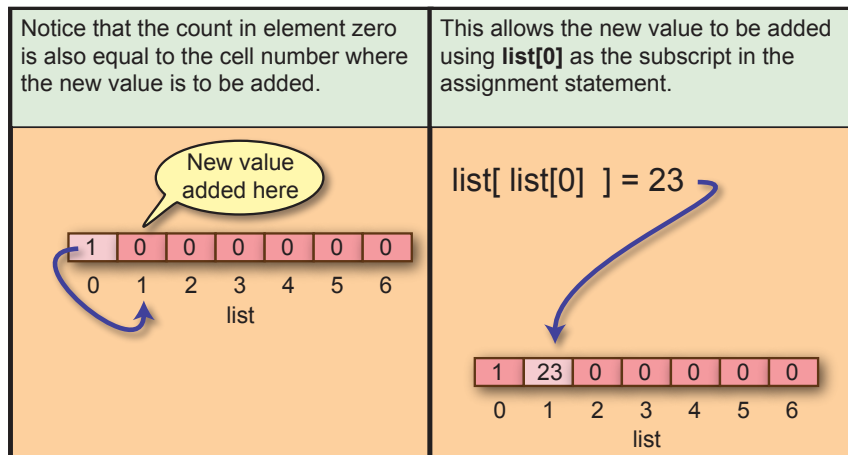 Notice that the count in element zero
is also equal to the cell number where
the new value is to be added.
New value
added here
1 0 0 0 0 0 0
0 1 2 3 4 5 6
list
This allows the new value to be added
using list[0] as the subscript in the
assignment statement.
list[ list[0] ] = 23
1 23 0 0 0 0 0
0 1 2 3 4 5 6
list